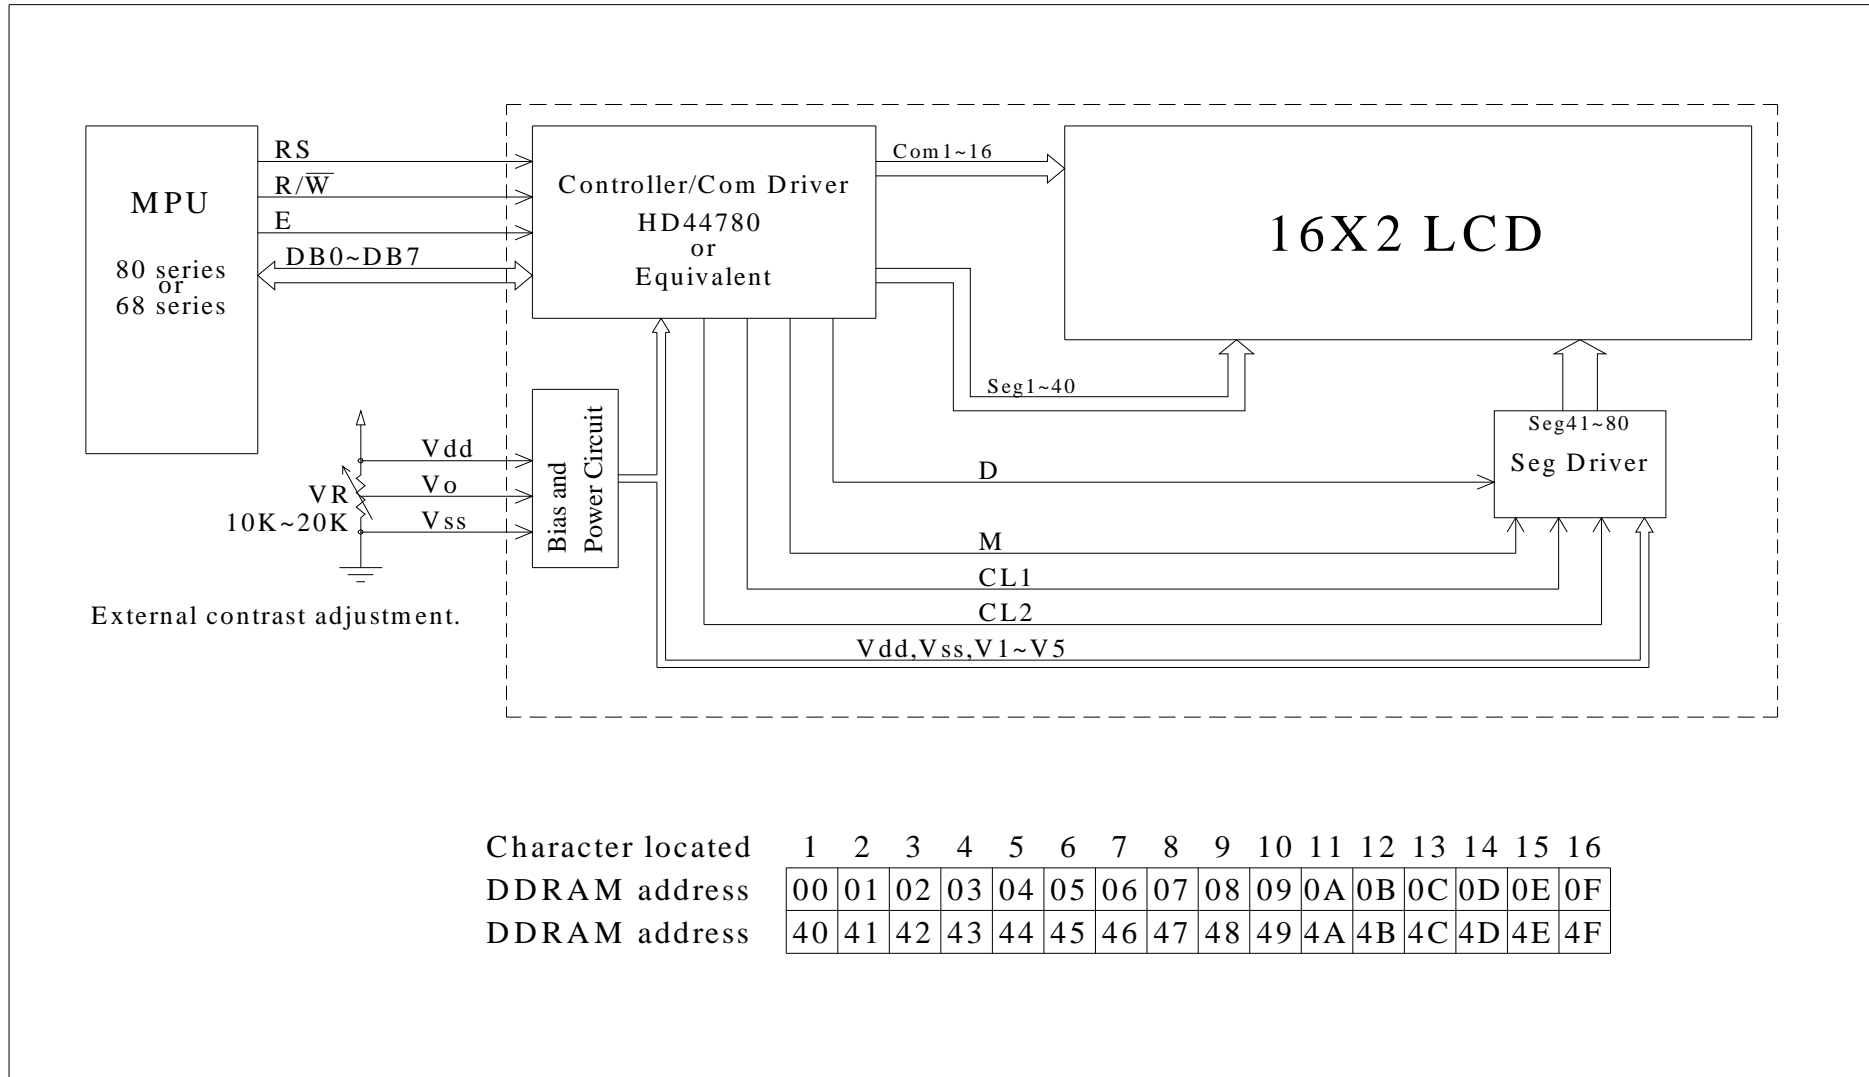 MPU
80 series
or
68 series
RS
R/W̅
E
DB0~DB7
Controller/Com Driver
HD44780
or
Equivalent
Com1~16
16X2 LCD
Seg1~40
Seg41~80
Seg Driver
Vdd
Vo
Vss
VR
10K~20K
External contrast adjustment.
Bias and
Power Circuit
D
M
CL1
CL2
Vdd,Vss,V1~V5
Character located 1 2 3 4 5 6 7 8 9 10 11 12 13 14 15 16
DDRAM address 00 01 02 03 04 05 06 07 08 09 0A 0B 0C 0D 0E 0F
DDRAM address 40 41 42 43 44 45 46 47 48 49 4A 4B 4C 4D 4E 4F